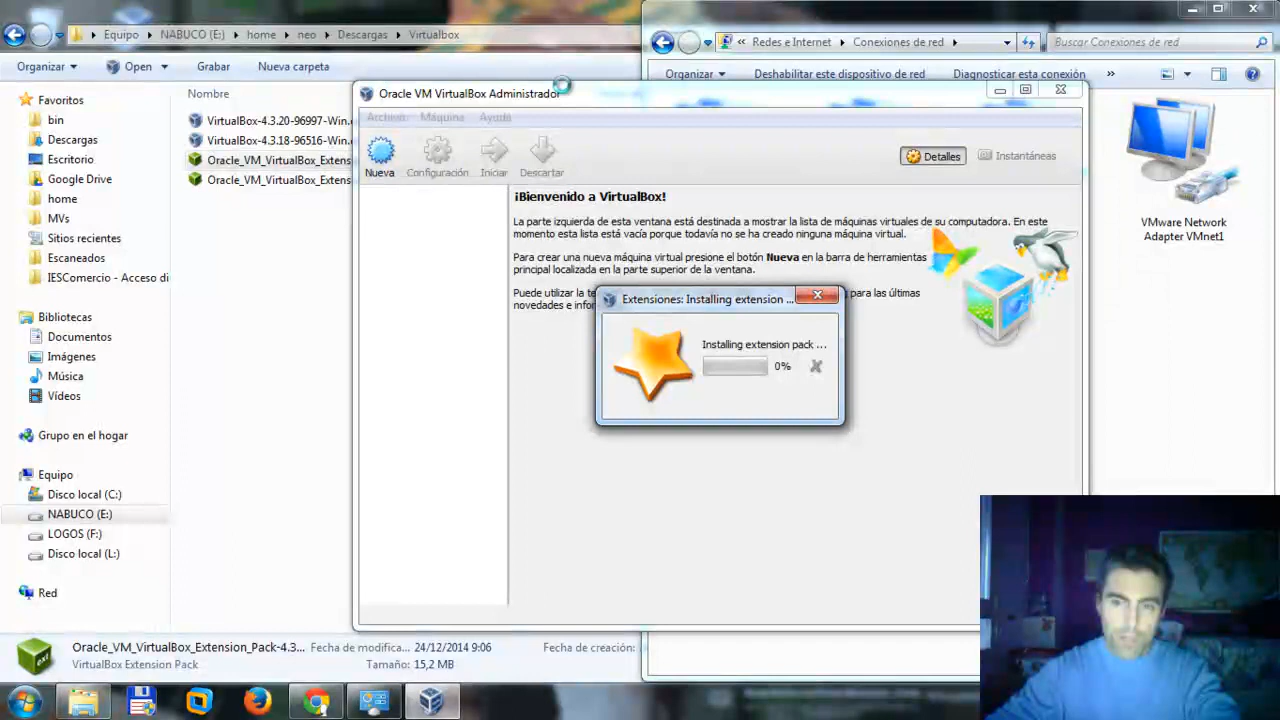 Equipo
NABUCO (E:)
home
neo
Descargas
Virtualbox
Organizar
Open
Grabar
Nueva carpeta
Favoritos
bin
Descargas
Escritorio
Google Drive
home
MVs
Sitios recientes
Escaneados
IESComercio - Acceso di
Bibliotecas
Documentos
Imágenes
Música
Vídeos
Grupo en el hogar
Equipo
Disco local (C:)
NABUCO (E:)
LOGOS (F:)
Disco local (L:)
Red
Nombre
VirtualBox-4.3.20-96997-Win.
VirtualBox-4.3.18-96516-Win.
Oracle_VM_VirtualBox_Extens
Oracle_VM_VirtualBox_Extens
Redes e Internet
Conexiones de red
Buscar Conexiones de red
Organizar
Deshabilitar este dispositivo de red
Diagnosticar esta conexión
»
VMware Network
Adapter VMnet1
Oracle VM VirtualBox Administrador
Archivo
Máquina
Ayuda
Nueva
Configuración
Iniciar
Descartar
Detalles
Instantáneas
¡Bienvenido a VirtualBox!
La parte izquierda de esta ventana está destinada a mostrar la lista de máquinas virtuales de su computadora. En este
momento esta lista está vacía porque todavía no se ha creado ninguna máquina virtual.
Para crear una nueva máquina virtual presione el botón Nueva en la barra de herramientas
principal localizada en la parte superior de la ventana.
Puede utilizar la te
para las últimas
novedades e infor
Extensiones: Installing extension ...
Installing extension pack ...
0%
Oracle_VM_VirtualBox_Extension_Pack-4.3...
Fecha de modifica...
24/12/2014 9:06
Fecha de creación:
VirtualBox Extension Pack
Tamaño: 15,2 MB